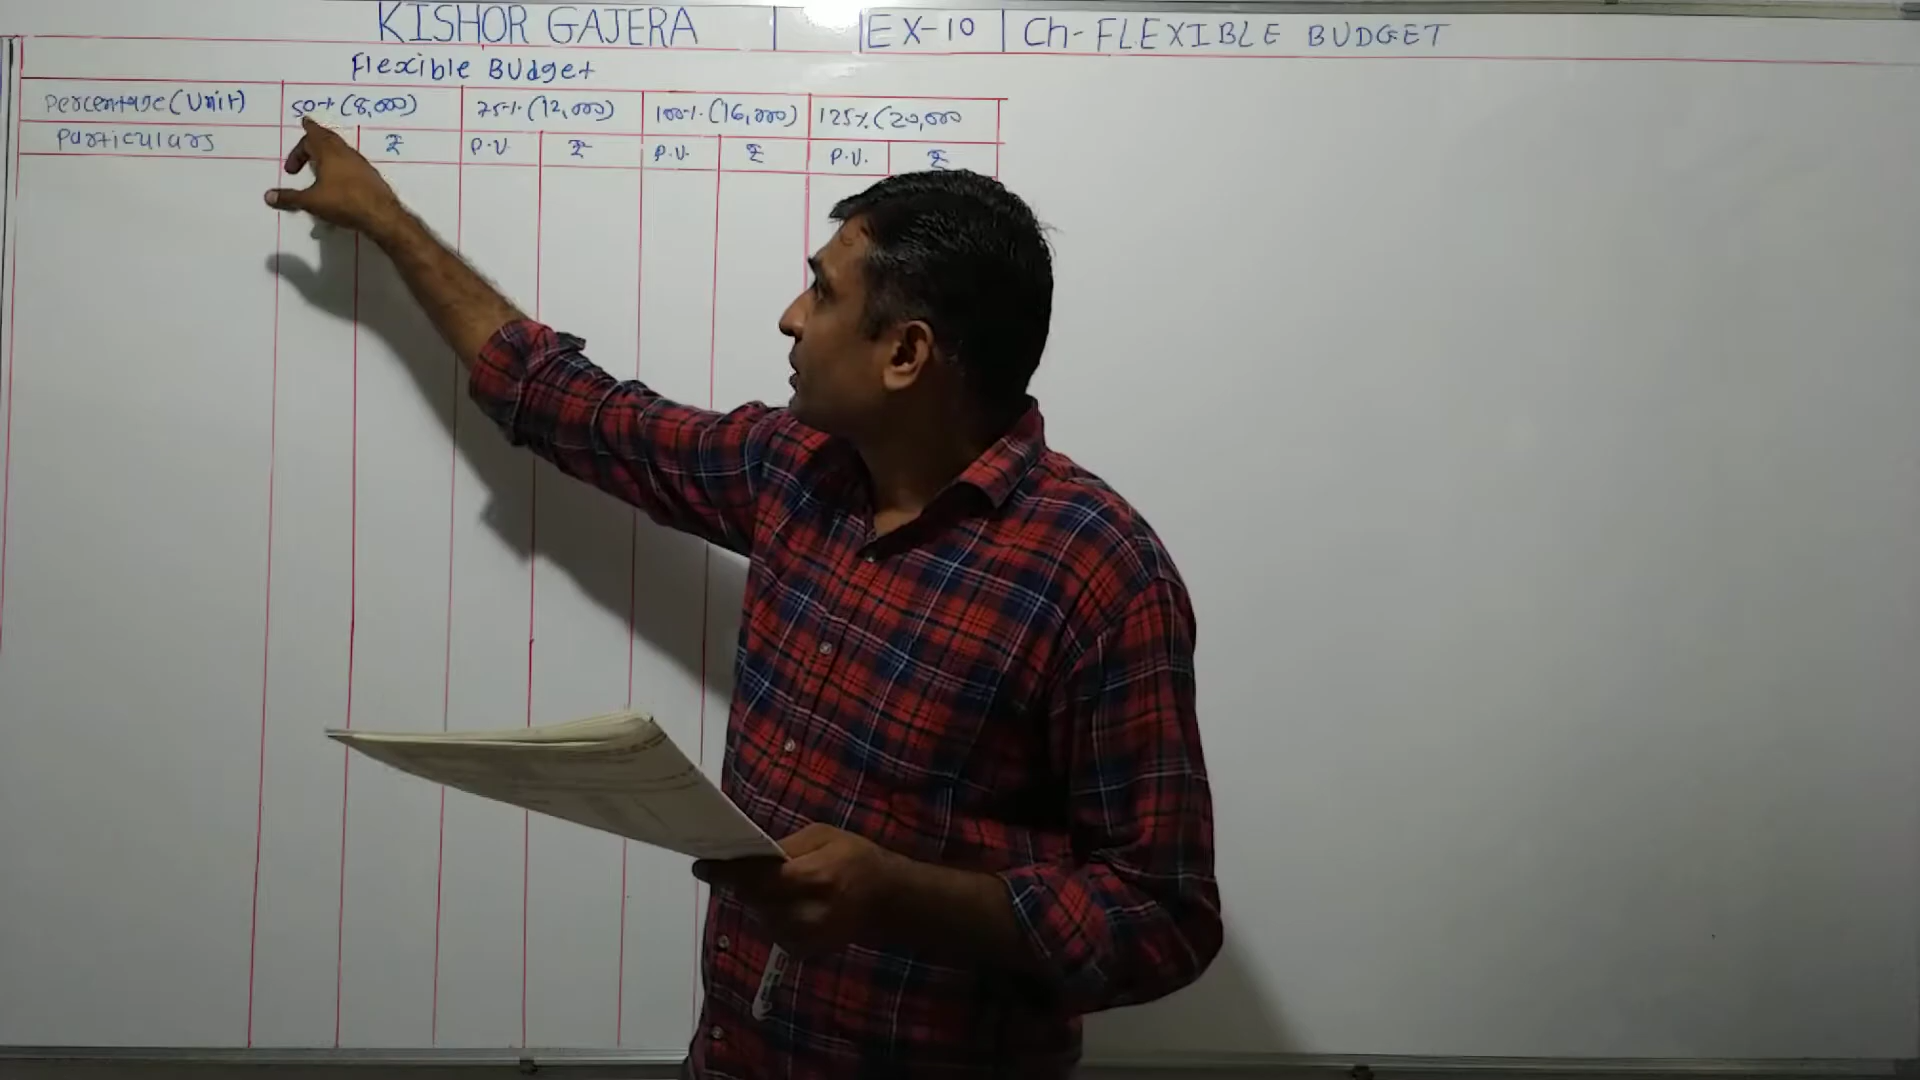 KISHOR GAJERA EX-10 Ch-FLEXIBLE BUDGET
Flexible Budget
Percentage(Unit) 50% (8,000) 75% (12,000) 100% (16,000) 125% (20,000
Particulars ₹ P.U. ₹ P.U. ₹ P.U. ₹